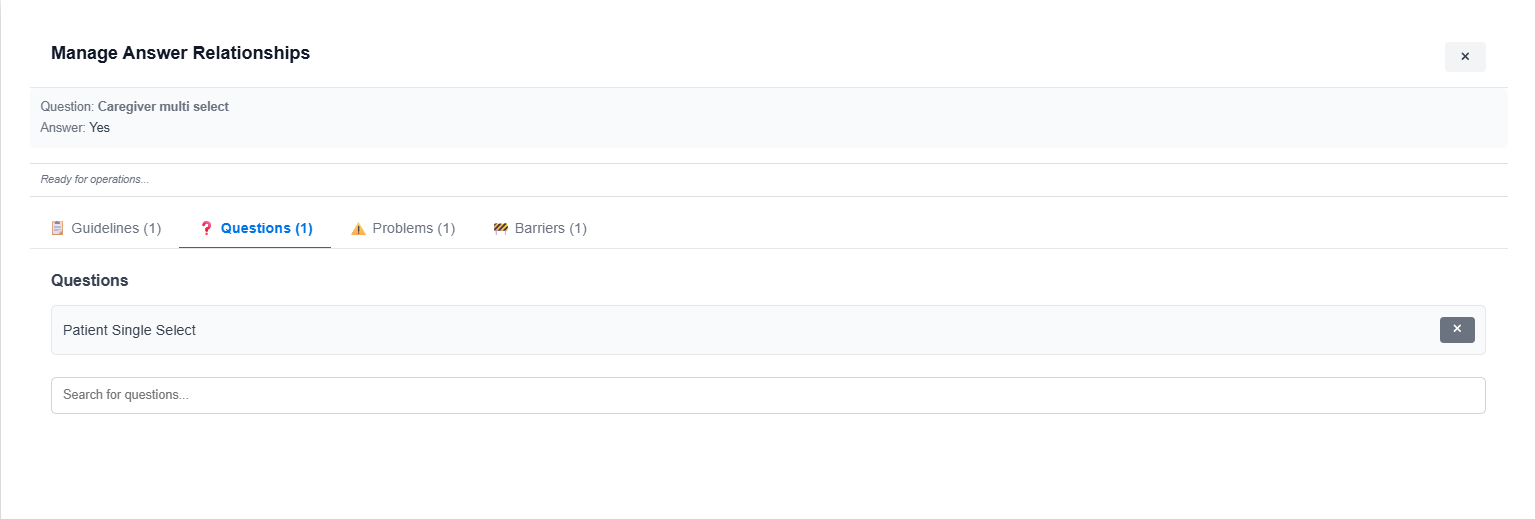 Manage Answer Relationships
×
Question: Caregiver multi select
Answer: Yes
Ready for operations...
Guidelines (1) Questions (1) Problems (1) Barriers (1)
Questions
Patient Single Select ×
Search for questions...